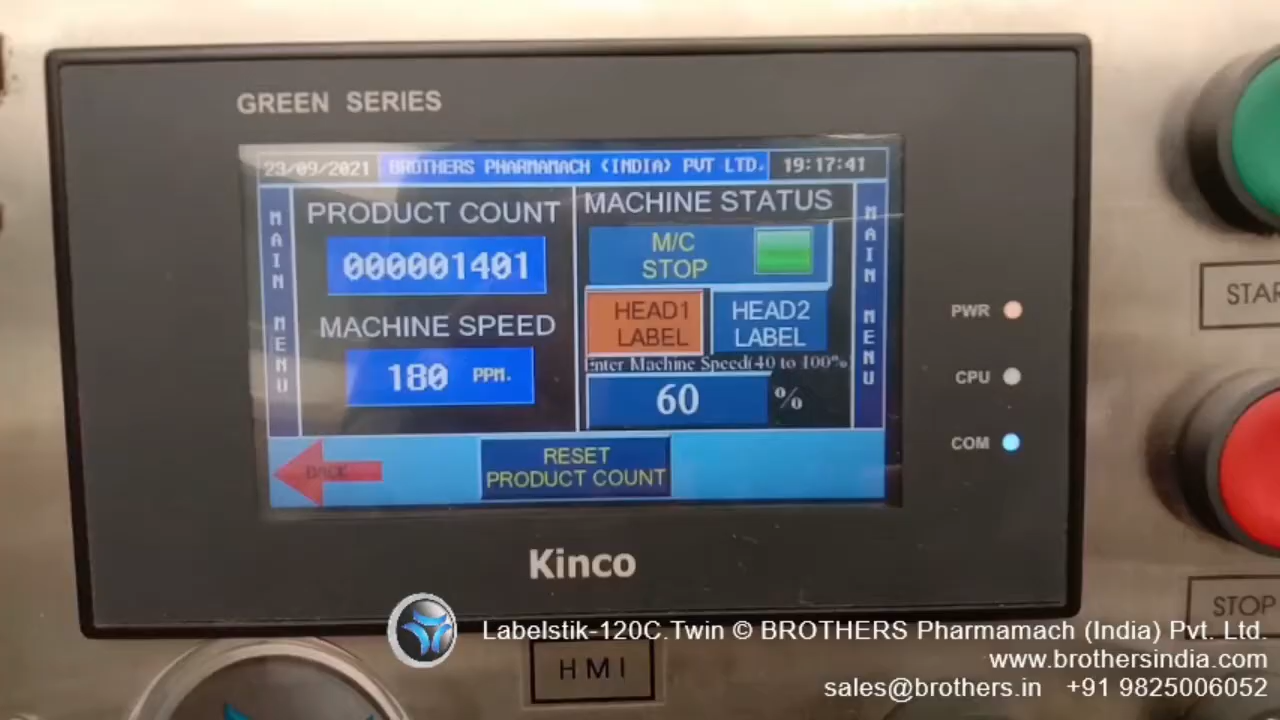 GREEN SERIES
23/09/2021 BROTHERS PHARMAMACH (INDIA) PVT LTD. 19:17:41
MAIN MENU
PRODUCT COUNT
000001401
MACHINE SPEED
180 PPM.
MACHINE STATUS
M/C
STOP
HEAD1
LABEL
HEAD2
LABEL
Enter Machine Speed(40 to 100%
60 %
MAIN MENU
BACK
RESET
PRODUCT COUNT
PWR
CPU
COM
STAR
STOP
Kinco
HMI
Labelstik-120C.Twin © BROTHERS Pharmamach (India) Pvt. Ltd.
www.brothersindia.com
sales@brothers.in +91 9825006052